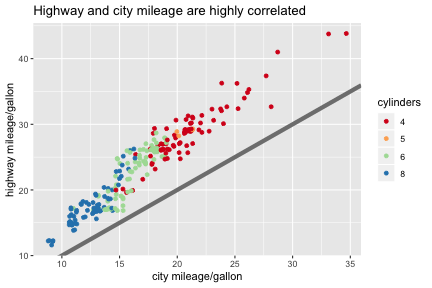 Highway and city mileage are highly correlated
highway mileage/gallon
40
30
20
10
10 15 20 25 30 35
city mileage/gallon
cylinders
4
5
6
8